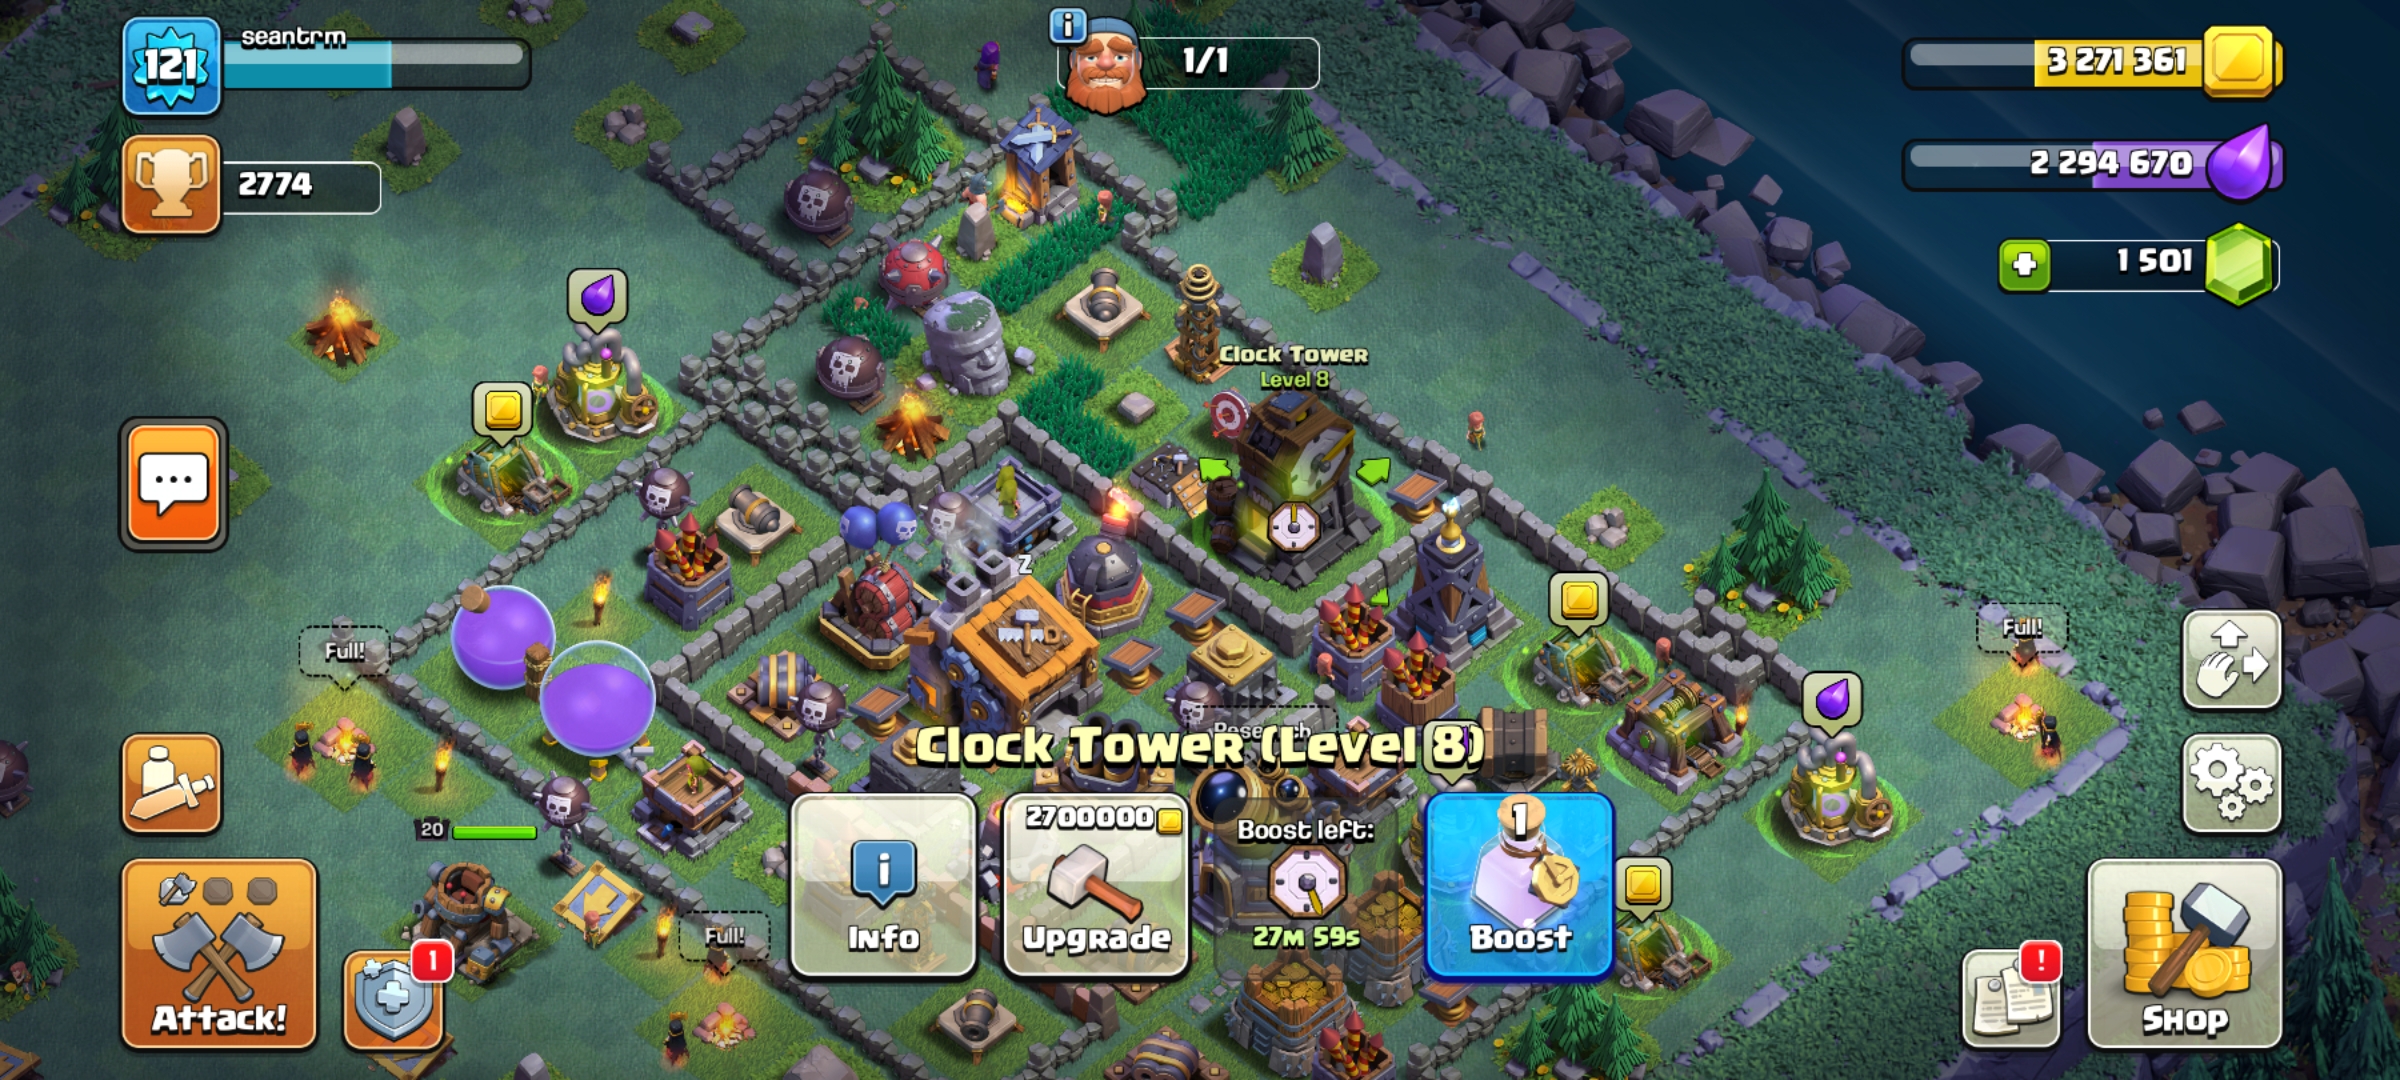 121
seantrm
1/1
3 271 361
2774
2 294 670
1 501
Clock Tower
Level 8
z
Full!
Full!
Clock Tower (Level 8)
20
2700000
Boost left:
1
Full!
Info
Upgrade
27m 59s
Boost
1
!
Attack!
Shop